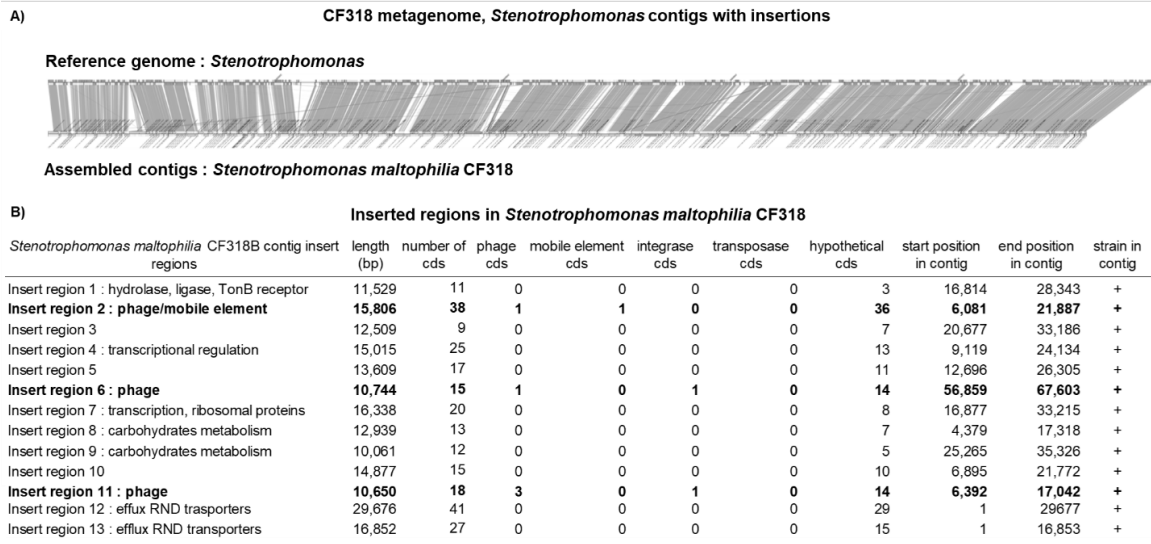 A)
CF318 metagenome, Stenotrophomonas contigs with insertions
Reference genome : Stenotrophomonas
Assembled contigs : Stenotrophomonas maltophilia CF318
B)
Inserted regions in Stenotrophomonas maltophilia CF318
Stenotrophomonas maltophilia CF318B contig insert regions length (bp) number of cds phage cds mobile element cds integrase cds transposase cds hypothetical cds start position in contig end position in contig strain in contig
Insert region 1 : hydrolase, ligase, TonB receptor 11,529 11 0 0 0 0 3 16,814 28,343 +
Insert region 2 : phage/mobile element 15,806 38 1 1 0 0 36 6,081 21,887 +
Insert region 3 12,509 9 0 0 0 0 7 20,677 33,186 +
Insert region 4 : transcriptional regulation 15,015 25 0 0 0 0 13 9,119 24,134 +
Insert region 5 13,609 17 0 0 0 0 11 12,696 26,305 +
Insert region 6 : phage 10,744 15 1 0 1 0 14 56,859 67,603 +
Insert region 7 : transcription, ribosomal proteins 16,338 20 0 0 0 0 8 16,877 33,215 +
Insert region 8 : carbohydrates metabolism 12,939 13 0 0 0 0 7 4,379 17,318 +
Insert region 9 : carbohydrates metabolism 10,061 12 0 0 0 0 5 25,265 35,326 +
Insert region 10 14,877 15 0 0 0 0 10 6,895 21,772 +
Insert region 11 : phage 10,650 18 3 0 1 0 14 6,392 17,042 +
Insert region 12 : effux RND trasporters 29,676 41 0 0 0 0 29 1 29677 +
Insert region 13 : efflux RND transporters 16,852 27 0 0 0 0 15 1 16,853 +